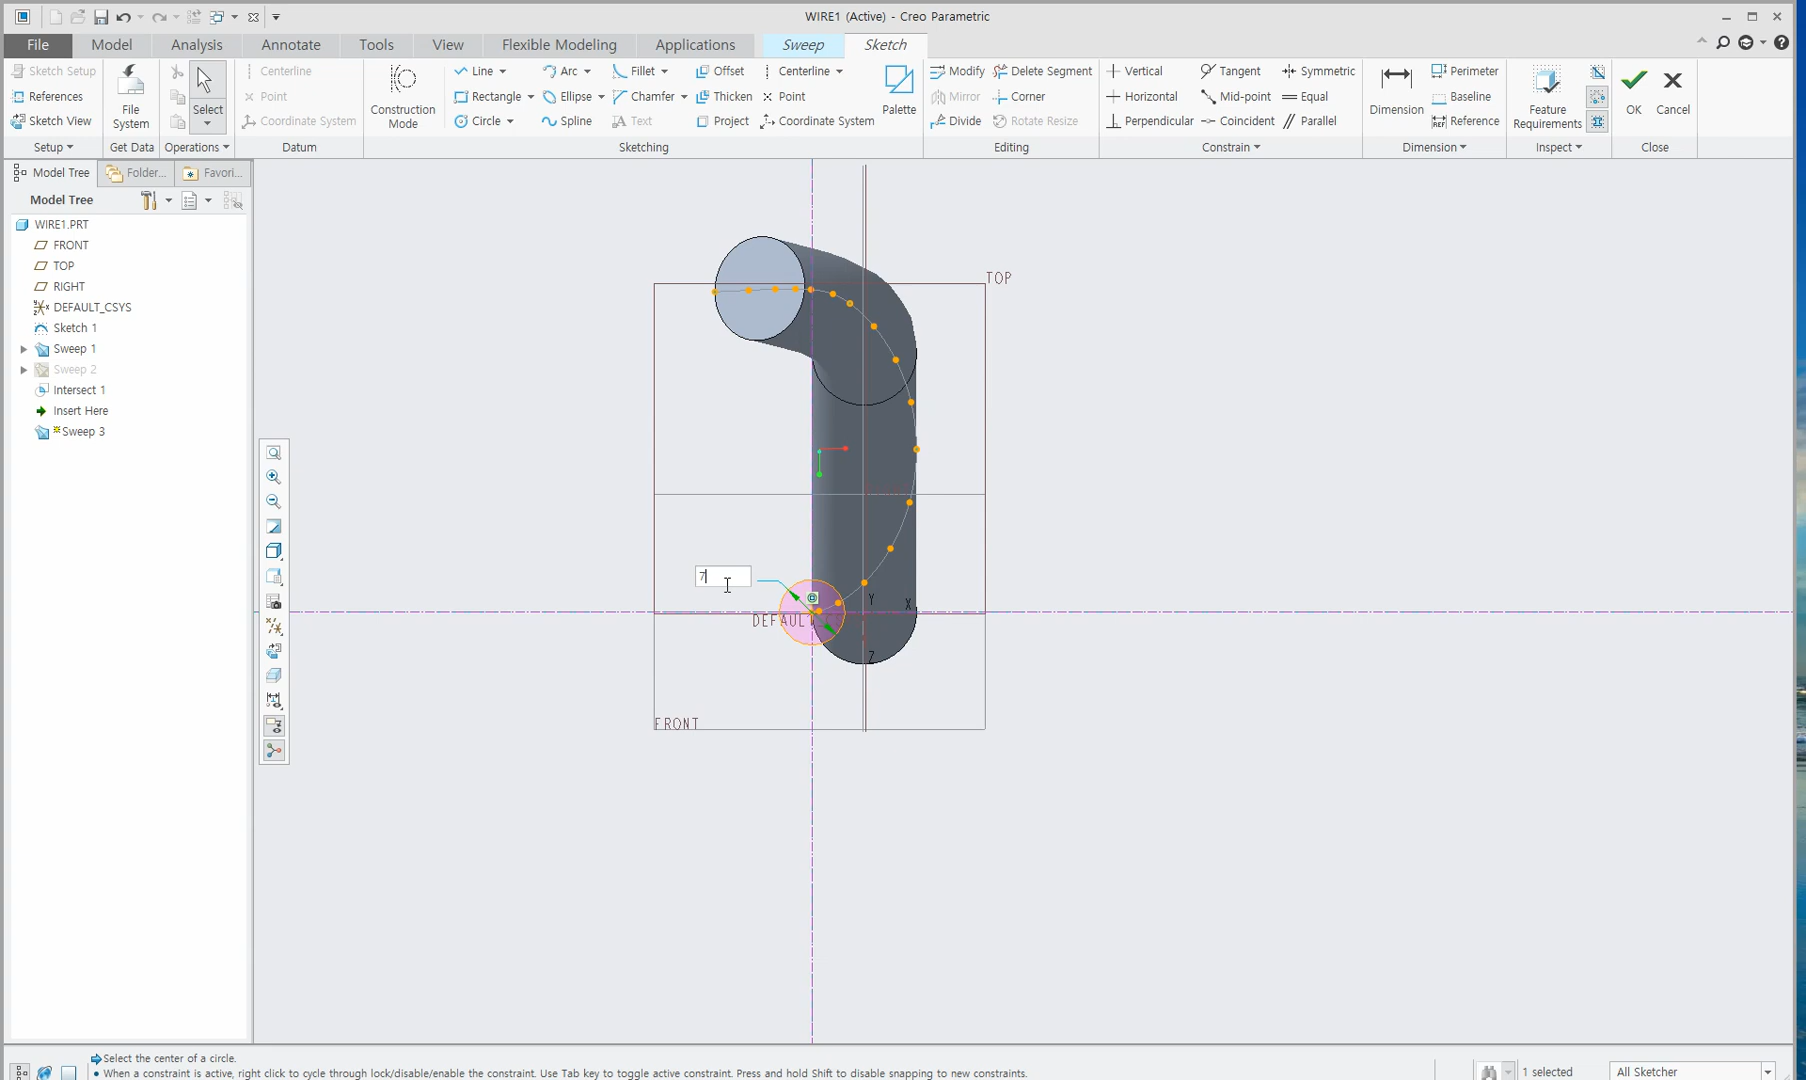 WIRE1 (Active) - Creo Parametric
File Model Analysis Annotate Tools View Flexible Modeling Applications Sweep Sketch
Sketch Setup
References
Sketch View
Setup
File System
Get Data
Select
Operations
Centerline
Point
Coordinate System
Datum
Construction Mode
Line Arc Fillet Offset Centerline
Rectangle Ellipse Chamfer Thicken Point
Circle Spline Text Project Coordinate System
Palette
Sketching
Modify Delete Segment
Mirror Corner
Divide Rotate Resize
Editing
Vertical Tangent Symmetric
Horizontal Mid-point Equal
Perpendicular Coincident Parallel
Constrain
Dimension
Perimeter
Baseline
Reference
Dimension
Feature Requirements
Inspect
OK Cancel
Close
Model Tree Folder... Favori...
Model Tree
WIRE1.PRT
FRONT
TOP
RIGHT
DEFAULT_CSYS
Sketch 1
Sweep 1
Sweep 2
Intersect 1
Insert Here
Sweep 3
TOP
7
Y X
Z
FRONT
Select the center of a circle.
When a constraint is active, right click to cycle through lock/disable/enable the constraint. Use Tab key to toggle active constraint. Press and hold Shift to disable snapping to new constraints.
1 selected
All Sketcher